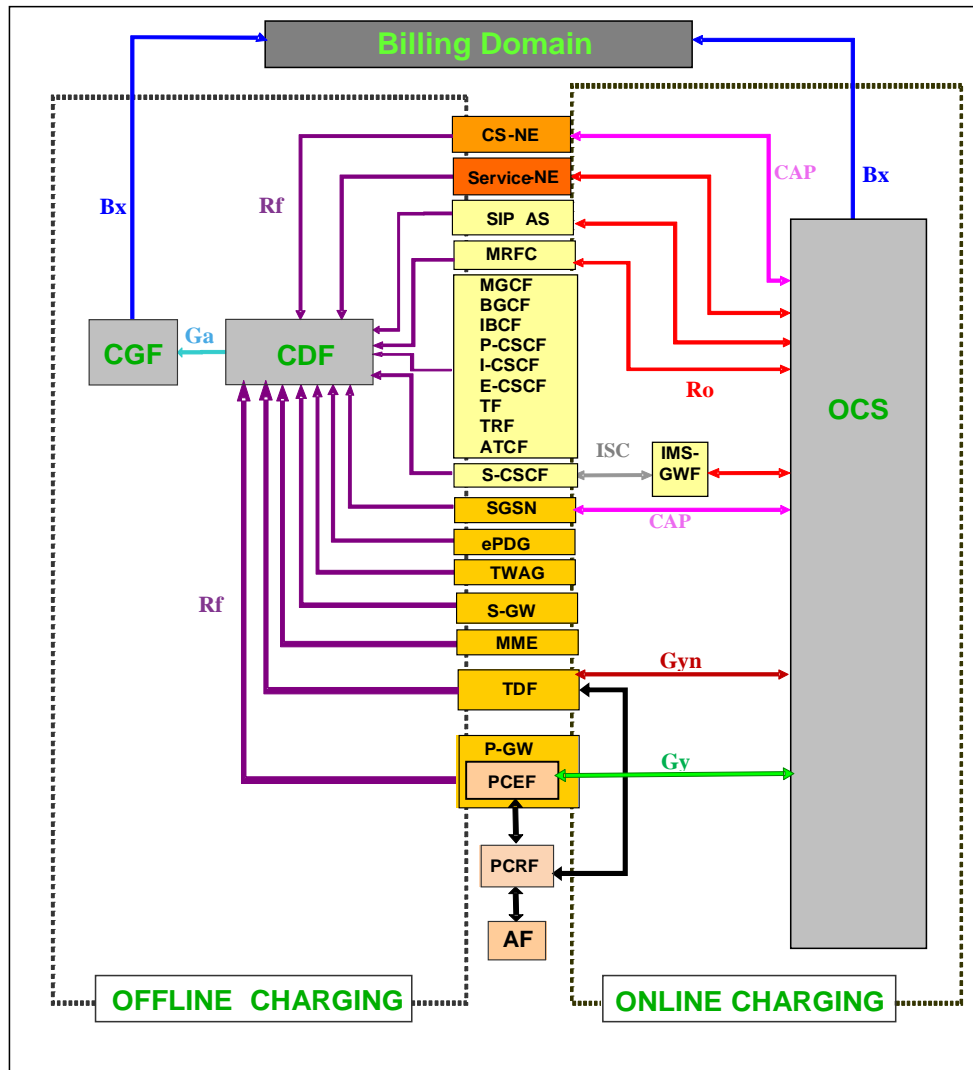 Billing Domain
CS-NE
CAP
Bx
Service-NE
Bx
Rf
SIP AS
MRFC
MGCF
BGCF
IBCF
P-CSCF
I-CSCF
E-CSCF
TF
TRF
ATCF
CGF
Ga
CDF
Ro
OCS
ISC
IMS-
GWF
S-CSCF
SGSN
CAP
ePDG
TWAG
Rf
S-GW
MME
Gyn
TDF
P-GW
PCEF
Gy
PCRF
AF
OFFLINE CHARGING
ONLINE CHARGING